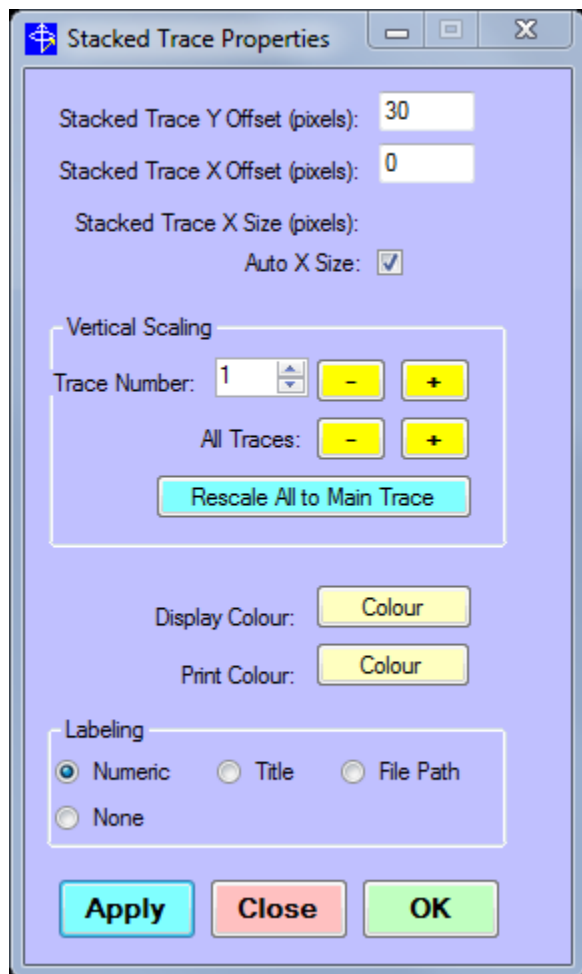 Stacked Trace Properties
Stacked Trace Y Offset (pixels): 30
Stacked Trace X Offset (pixels): 0
Stacked Trace X Size (pixels):
Auto X Size:
Vertical Scaling
Trace Number: 1 - +
All Traces: - +
Rescale All to Main Trace
Display Colour: Colour
Print Colour: Colour
Labeling
Numeric Title File Path
None
Apply Close OK